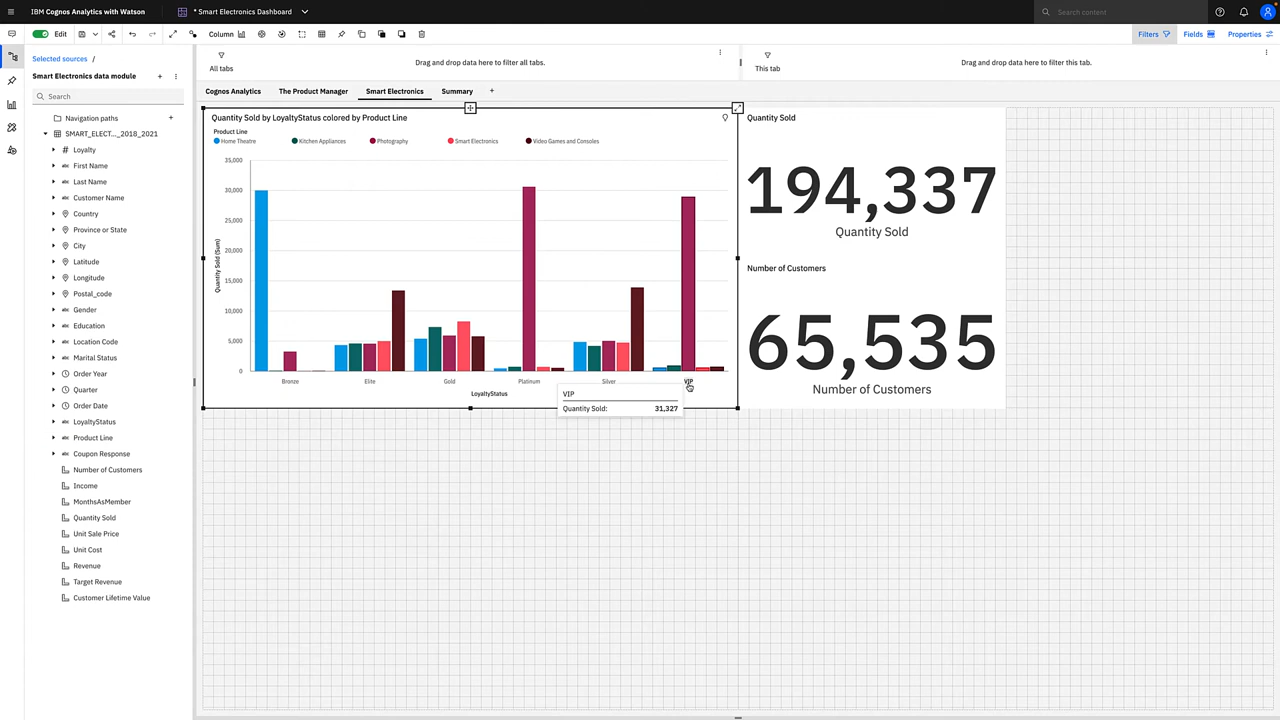 IBM Cognos Analytics with Watson
* Smart Electronics Dashboard
Search content
Edit
Column
Filters
Fields
Properties
Selected sources /
Smart Electronics data module
Search
Navigation paths
SMART_ELECT..._2018_2021
Loyalty
First Name
Last Name
Customer Name
Country
Province or State
City
Latitude
Longitude
Postal_code
Gender
Education
Location Code
Marital Status
Order Year
Quarter
Order Date
LoyaltyStatus
Product Line
Coupon Response
Number of Customers
Income
MonthsAsMember
Quantity Sold
Unit Sale Price
Unit Cost
Revenue
Target Revenue
Customer Lifetime Value
All tabs
Drag and drop data here to filter all tabs.
This tab
Drag and drop data here to filter this tab.
Cognos Analytics
The Product Manager
Smart Electronics
Summary
+
Quantity Sold by LoyaltyStatus colored by Product Line
Product Line
Home Theatre
Kitchen Appliances
Photography
Smart Electronics
Video Games and Consoles
Quantity Sold (Sum)
35,000
30,000
25,000
20,000
15,000
10,000
5,000
0
Bronze
Elite
Gold
Platinum
Silver
VIP
LoyaltyStatus
VIP
Quantity Sold: 31,327
Quantity Sold
194,337
Quantity Sold
Number of Customers
65,535
Number of Customers